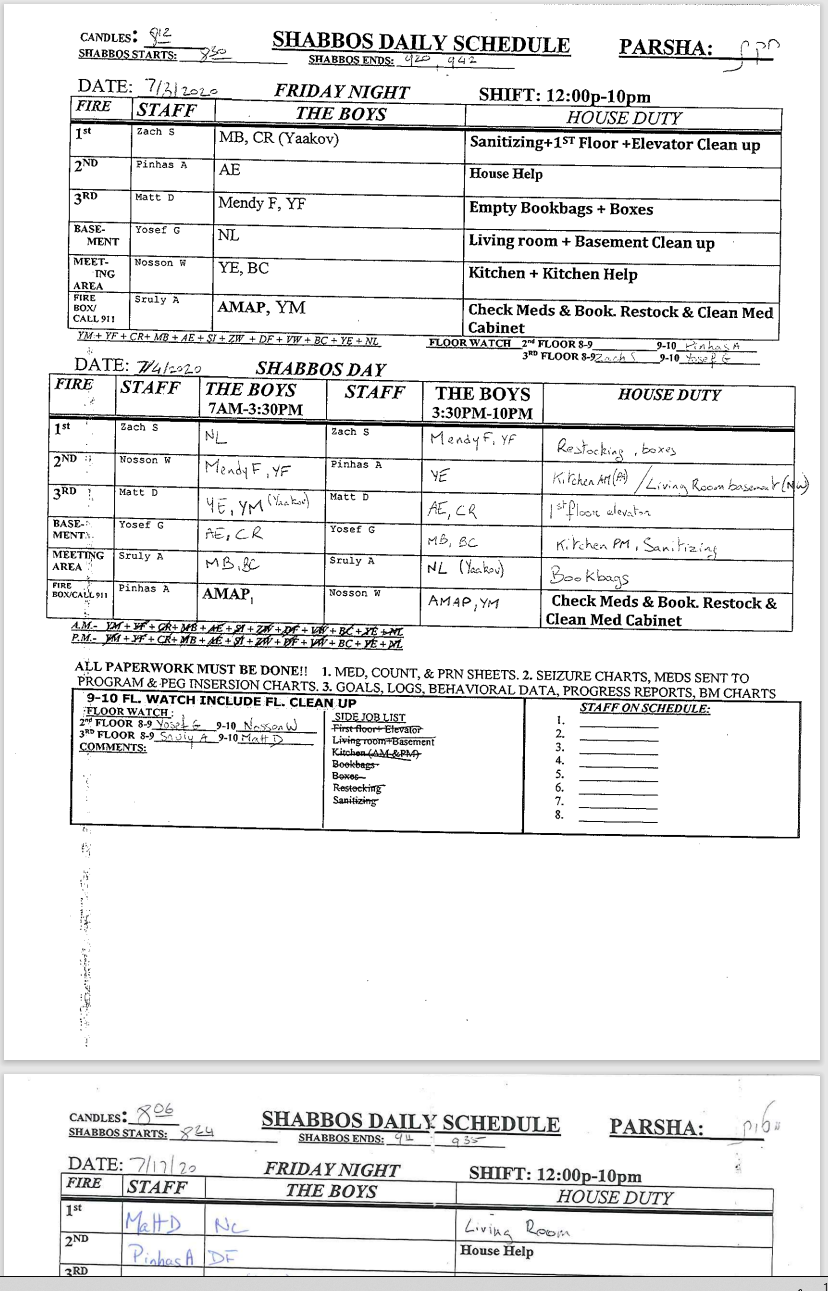 CANDLES: 812
SHABBOS STARTS: 830
SHABBOS DAILY SCHEDULE
SHABBOS ENDS: 920, 942
PARSHA:
DATE: 7/3/2020 FRIDAY NIGHT SHIFT: 12:00p-10pm
FIRE STAFF THE BOYS HOUSE DUTY
1st Zach S MB, CR (Yaakov) Sanitizing+1ST Floor +Elevator Clean up
2ND Pinhas A AE House Help
3RD Matt D Mendy F, YF Empty Bookbags + Boxes
BASE-MENT Yosef G NL Living room + Basement Clean up
MEET-ING AREA Nosson W YE, BC Kitchen + Kitchen Help
FIRE BOX/ CALL 911 Sruly A AMAP, YM Check Meds & Book. Restock & Clean Med Cabinet
YM + YF + CR+ MB + AE + SI + ZW + DF + VW + BC + YE + NL
FLOOR WATCH 2nd FLOOR 8-9 9-10 Pinhas A
3RD FLOOR 8-9 Zach S 9-10 Yosef G
DATE: 7/4/2020 SHABBOS DAY
FIRE STAFF THE BOYS 7AM-3:30PM STAFF THE BOYS 3:30PM-10PM HOUSE DUTY
1st Zach S NL Zach S Mendy F, YF Restocking, boxes
2ND Nosson W Mendy F, YF Pinhas A YE Kitchen AM (PA) / Living Room basement (NW)
3RD Matt D YE, YM (Yaakov) Matt D AE, CR 1st floor elevator
BASE-MENT Yosef G AE, CR Yosef G MB, BC Kitchen PM, Sanitizing
MEETING AREA Sruly A MB, BC Sruly A NL (Yaakov) Bookbags
FIRE BOX/CALL 911 Pinhas A AMAP, Nosson W AMAP, YM Check Meds & Book. Restock & Clean Med Cabinet
A.M.- YM + YF + CR+ MB + AE + SI + ZW + DF + VW + BC + YE + NL
P.M.- YM + YF + CR+ MB + AE + SI + ZW + DF + VW + BC + YE + NL
ALL PAPERWORK MUST BE DONE!! 1. MED, COUNT, & PRN SHEETS. 2. SEIZURE CHARTS, MEDS SENT TO
PROGRAM & PEG INSERSION CHARTS. 3. GOALS, LOGS, BEHAVIORAL DATA, PROGRESS REPORTS, BM CHARTS
9-10 FL. WATCH INCLUDE FL. CLEAN UP
FLOOR WATCH:
2nd FLOOR 8-9 Yosef G 9-10 Nosson W
3RD FLOOR 8-9 Sruly A 9-10 Matt D
COMMENTS:
SIDE JOB LIST
First floor+ Elevator
Living room+Basement
Kitchen (AM &PM)
Bookbags
Boxes
Restocking
Sanitizing
STAFF ON SCHEDULE:
1.
2.
3.
4.
5.
6.
7.
8.
CANDLES: 806
SHABBOS STARTS: 824
SHABBOS DAILY SCHEDULE
SHABBOS ENDS: 914 935
PARSHA:
DATE: 7/17/20 FRIDAY NIGHT SHIFT: 12:00p-10pm
FIRE STAFF THE BOYS HOUSE DUTY
1st Matt D NL Living Room
2ND Pinhas A DF House Help
3RD
1